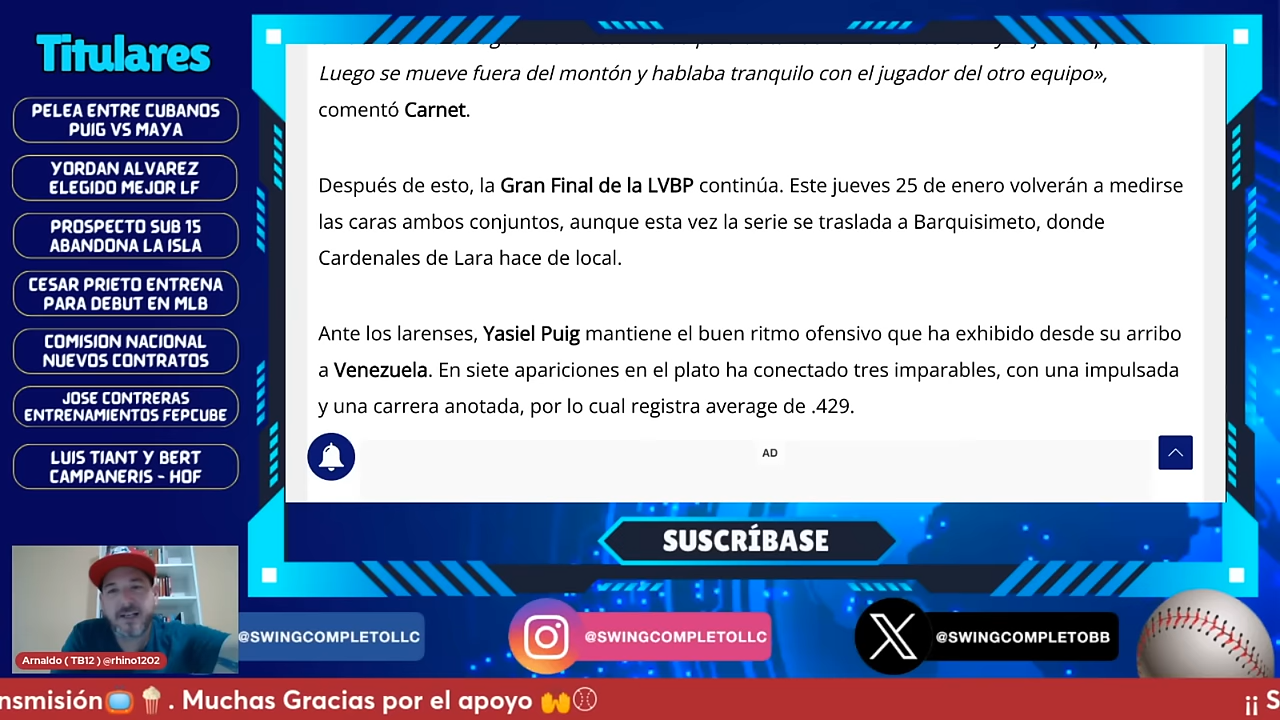 Titulares
PELEA ENTRE CUBANOS
PUIG VS MAYA
YORDAN ALVAREZ
ELEGIDO MEJOR LF
PROSPECTO SUB 15
ABANDONA LA ISLA
CESAR PRIETO ENTRENA
PARA DEBUT EN MLB
COMISION NACIONAL
NUEVOS CONTRATOS
JOSE CONTRERAS
ENTRENAMIENTOS FEPCUBE
LUIS TIANT Y BERT
CAMPANERIS - HOF
Luego se mueve fuera del montón y hablaba tranquilo con el jugador del otro equipo»,
comentó Carnet.
Después de esto, la Gran Final de la LVBP continúa. Este jueves 25 de enero volverán a medirse
las caras ambos conjuntos, aunque esta vez la serie se traslada a Barquisimeto, donde
Cardenales de Lara hace de local.
Ante los larenses, Yasiel Puig mantiene el buen ritmo ofensivo que ha exhibido desde su arribo
a Venezuela. En siete apariciones en el plato ha conectado tres imparables, con una impulsada
y una carrera anotada, por lo cual registra average de .429.
AD
SUSCRÍBASE
Arnaldo ( TB12 ) @rhino1202
@SWINGCOMPLETOLLC
@SWINGCOMPLETOLLC
@SWINGCOMPLETOBB
nsmisión📺🍿. Muchas Gracias por el apoyo 🙌⚾
¡¡ S